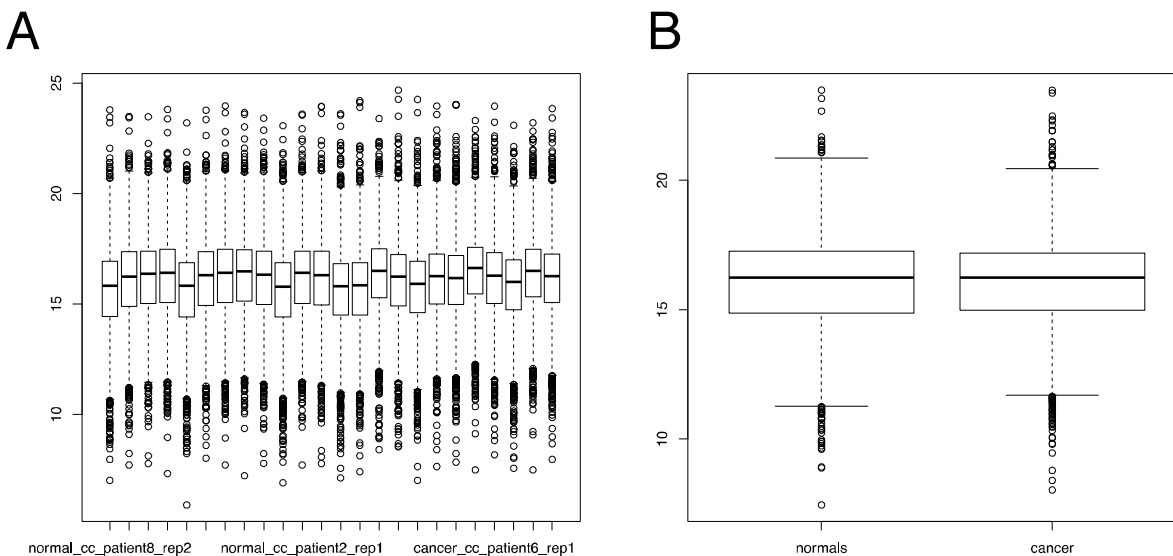 A
B
25
20
15
10
normal_cc_patient8_rep2 normal_cc_patient2_rep1 cancer_cc_patient6_rep1
20
15
10
normals cancer